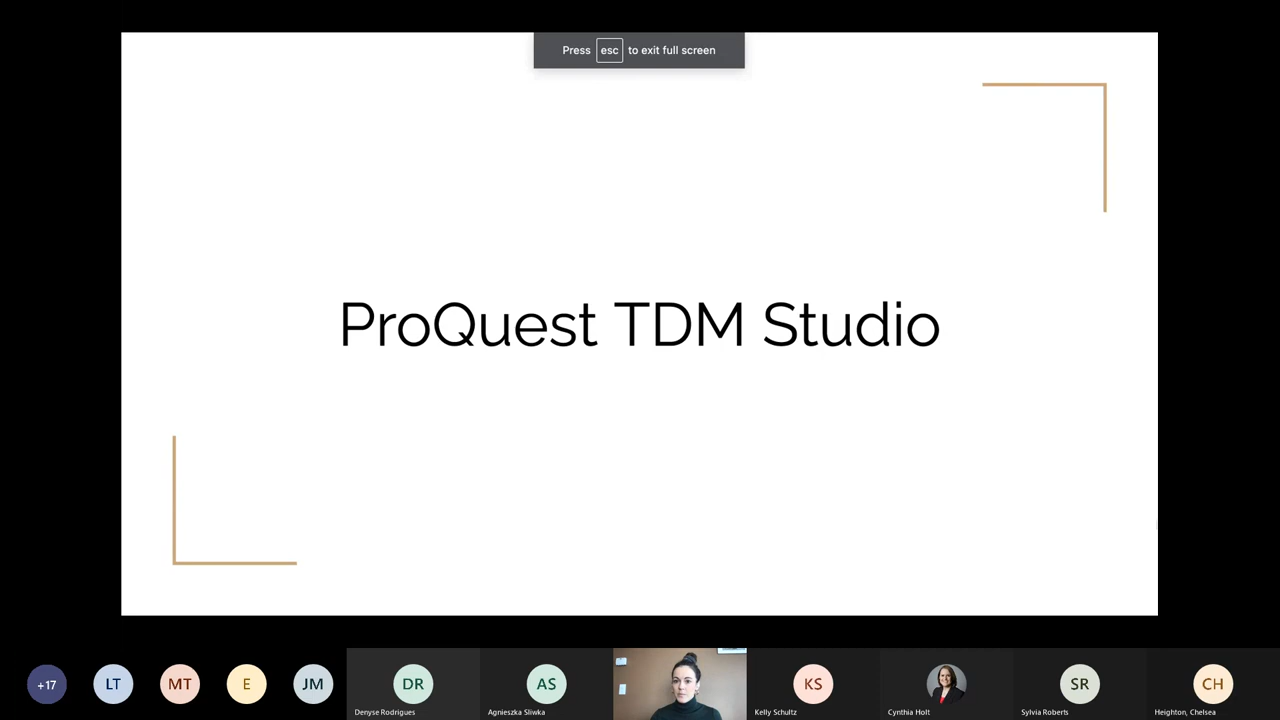 Press esc to exit full screen
ProQuest TDM Studio
+17
LT
MT
E
JM
DR
AS
KS
SR
CH
Denyse Rodrigues
Agnieszka Sliwka
Kelly Schultz
Cynthia Holt
Sylvia Roberts
Heighton, Chelsea